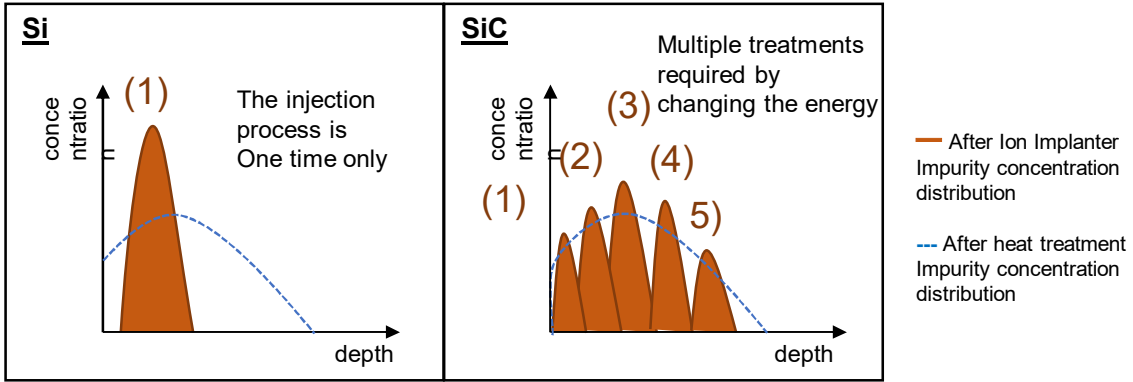 Si
(1)
conce
ntratio
n
The injection
process is
One time only
depth
SiC
Multiple treatments
required by
changing the energy
conce
ntratio
n
(1)
(2)
(3)
(4)
5)
depth
After Ion Implanter
Impurity concentration
distribution
After heat treatment
Impurity concentration
distribution